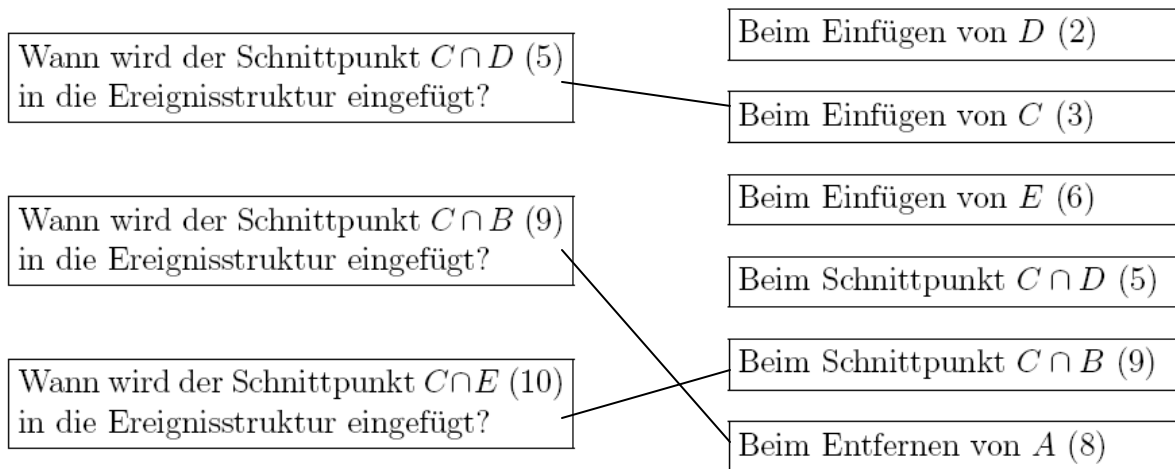 Wann wird der Schnittpunkt C ∩ D (5)
in die Ereignisstruktur eingefügt?
Wann wird der Schnittpunkt C ∩ B (9)
in die Ereignisstruktur eingefügt?
Wann wird der Schnittpunkt C∩E (10)
in die Ereignisstruktur eingefügt?
Beim Einfügen von D (2)
Beim Einfügen von C (3)
Beim Einfügen von E (6)
Beim Schnittpunkt C ∩ D (5)
Beim Schnittpunkt C ∩ B (9)
Beim Entfernen von A (8)